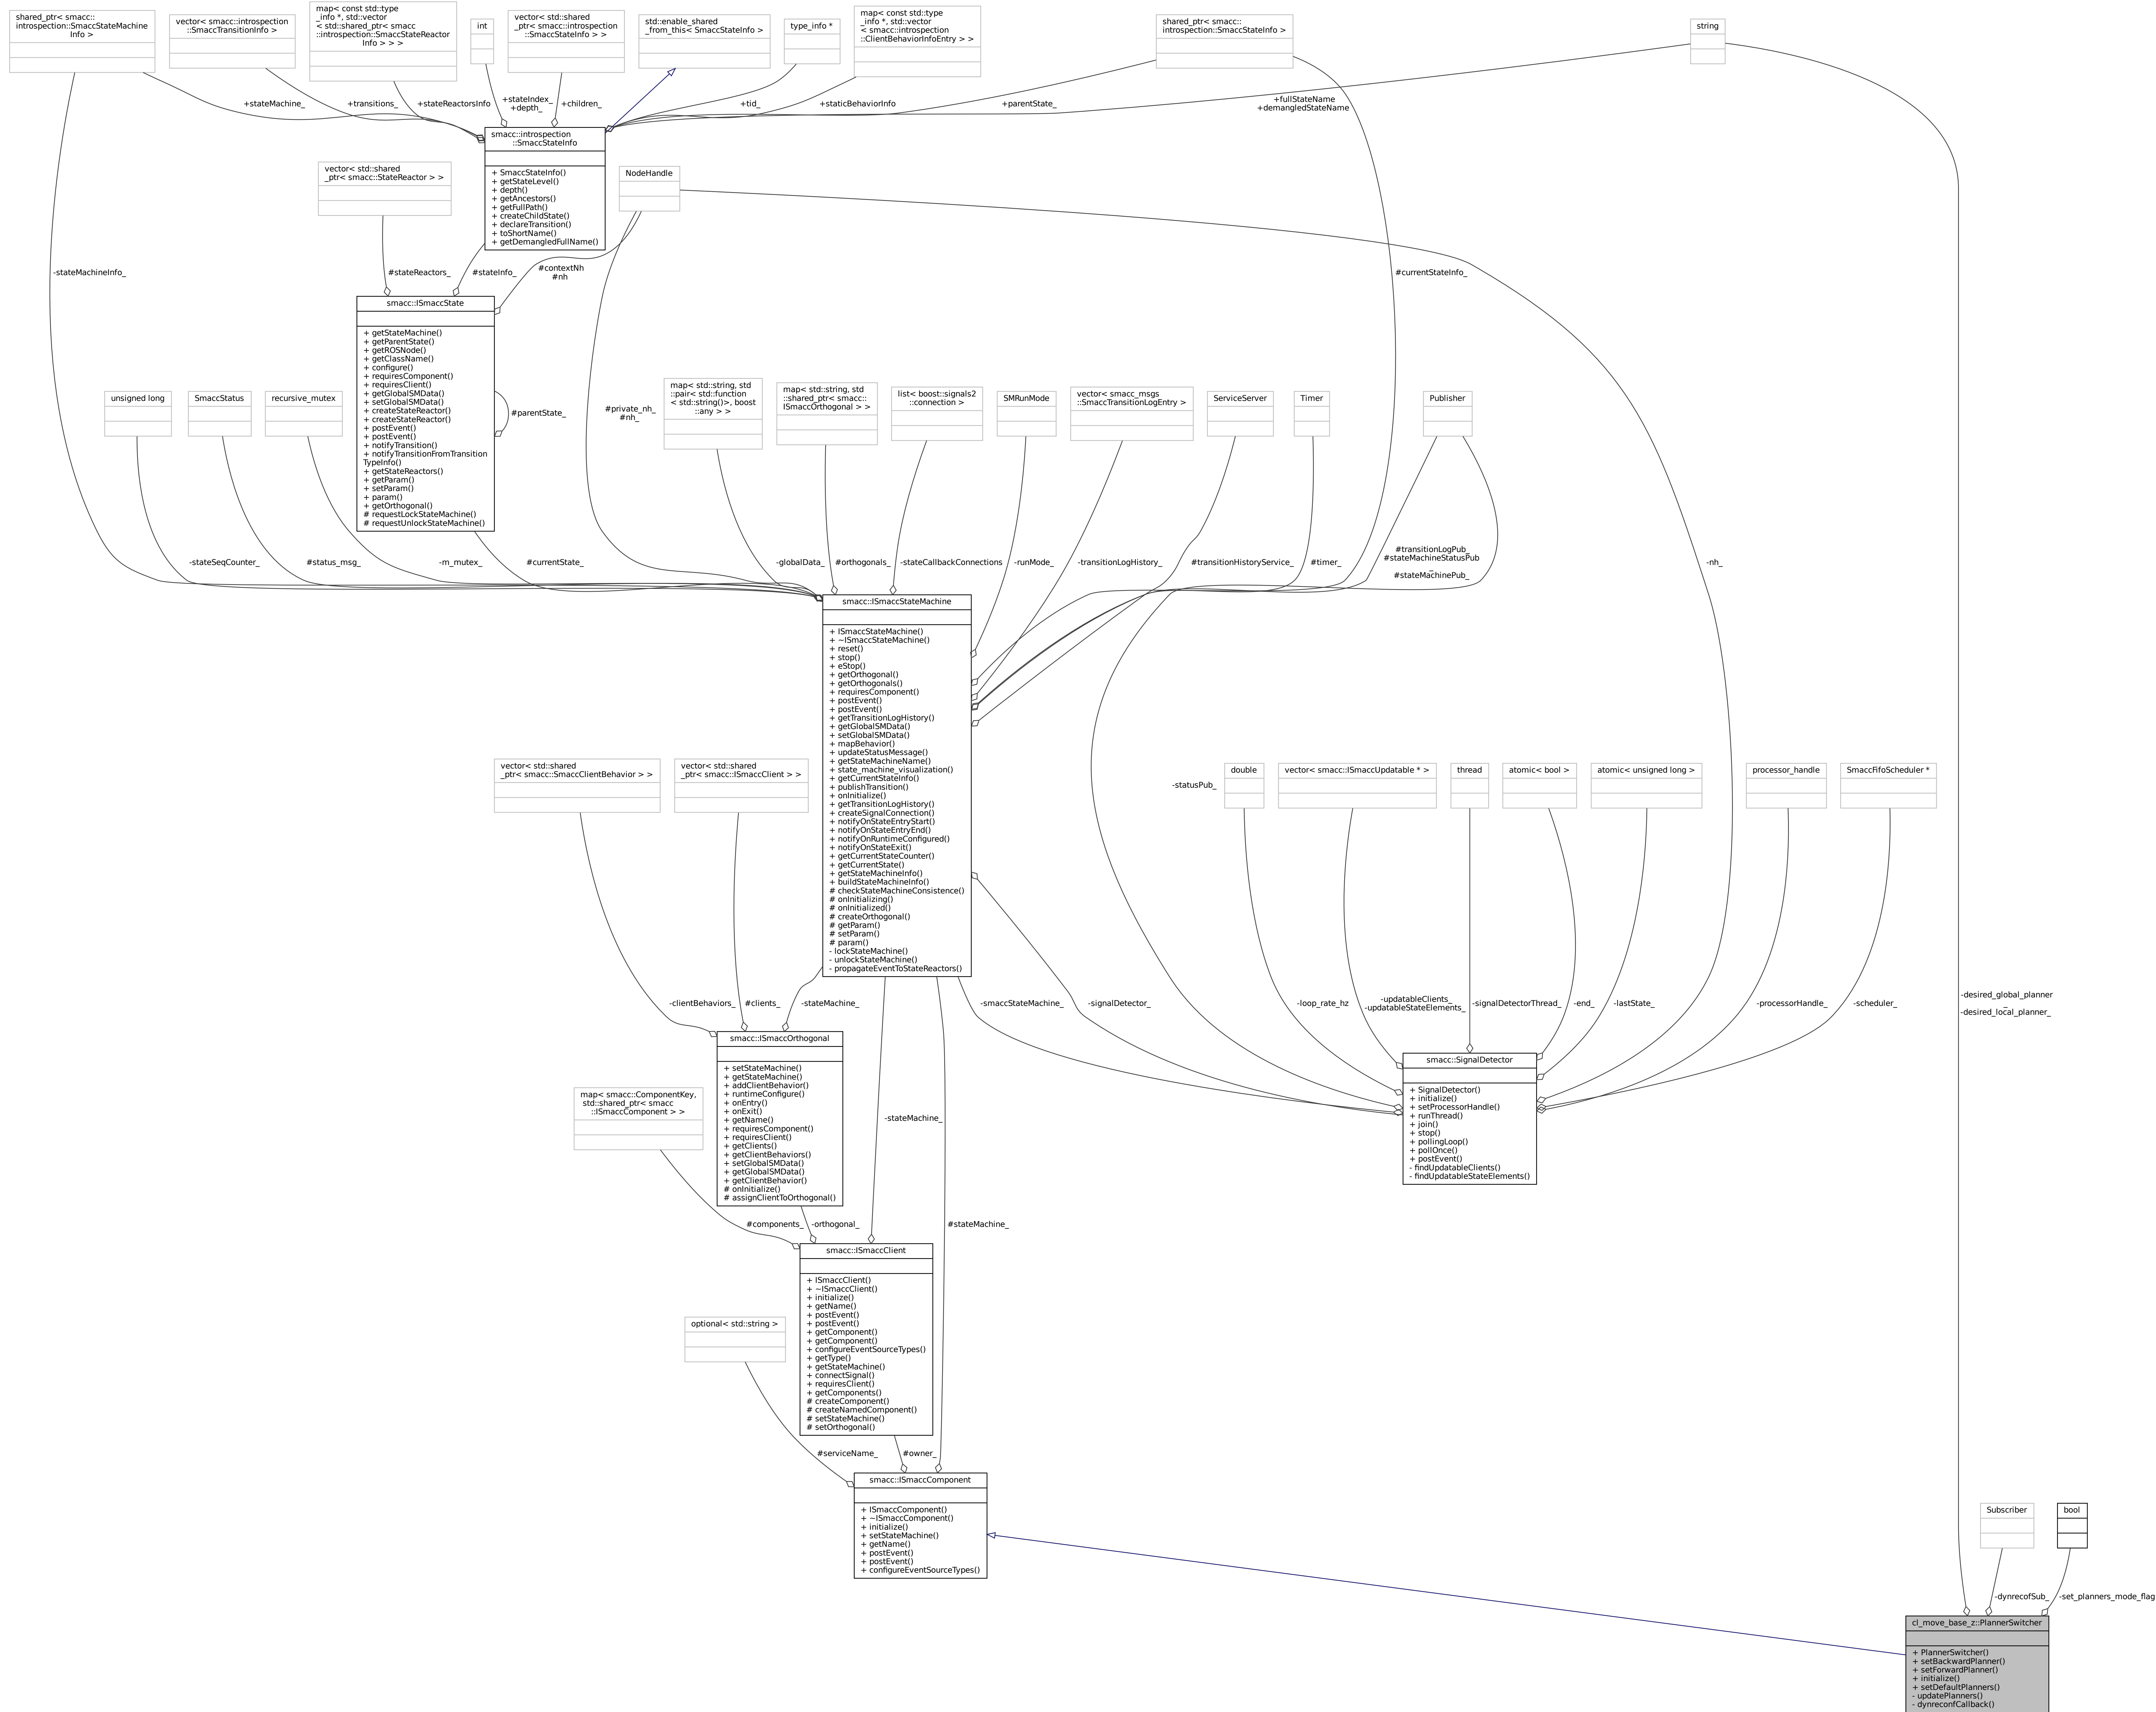 shared_ptr< smacc::
introspection::SmaccStateMachine
Info >
vector< smacc::introspection
::SmaccTransitionInfo >
map< const std::type
_info *, std::vector
< std::shared_ptr< smacc
::introspection::SmaccStateReactor
Info > > >
int
vector< std::shared
_ptr< smacc::introspection
::SmaccStateInfo > >
std::enable_shared
_from_this< SmaccStateInfo >
type_info *
map< const std::type
_info *, std::vector
< smacc::introspection
::ClientBehaviorInfoEntry > >
shared_ptr< smacc::
introspection::SmaccStateInfo >
string
+stateMachine_
+transitions_
+stateReactorsInfo
+stateIndex_
+depth_
+children_
+tid_
+staticBehaviorInfo
+parentState_
+fullStateName
+demangledStateName
smacc::introspection
::SmaccStateInfo
+ SmaccStateInfo()
+ getStateLevel()
+ depth()
+ getAncestors()
+ getFullPath()
+ createChildState()
+ declareTransition()
+ toShortName()
+ getDemangledFullName()
vector< std::shared
_ptr< smacc::StateReactor > >
NodeHandle
-stateMachineInfo_
#stateReactors_
#stateInfo_
#contextNh
#nh
#currentStateInfo_
smacc::ISmaccState
+ getStateMachine()
+ getParentState()
+ getROSNode()
+ getClassName()
+ configure()
+ requiresComponent()
+ requiresClient()
+ getGlobalSMData()
+ setGlobalSMData()
+ createStateReactor()
+ createStateReactor()
+ postEvent()
+ postEvent()
+ notifyTransition()
+ notifyTransitionFromTransition
TypeInfo()
+ getStateReactors()
+ getParam()
+ setParam()
+ param()
+ getOrthogonal()
# requestLockStateMachine()
# requestUnlockStateMachine()
#parentState_
#private_nh_
#nh_
unsigned long
SmaccStatus
recursive_mutex
map< std::string, std
::pair< std::function
< std::string()>, boost
::any > >
map< std::string, std
::shared_ptr< smacc::
ISmaccOrthogonal > >
list< boost::signals2
::connection >
SMRunMode
vector< smacc_msgs
::SmaccTransitionLogEntry >
ServiceServer
Timer
Publisher
-stateSeqCounter_
#status_msg_
-m_mutex_
#currentState_
-globalData_
#orthogonals_
-stateCallbackConnections
-runMode_
-transitionLogHistory_
#transitionHistoryService_
#timer_
#transitionLogPub_
#stateMachineStatusPub
_
#stateMachinePub_
-nh_
smacc::ISmaccStateMachine
+ ISmaccStateMachine()
+ ~ISmaccStateMachine()
+ reset()
+ stop()
+ eStop()
+ getOrthogonal()
+ getOrthogonals()
+ requiresComponent()
+ postEvent()
+ postEvent()
+ getTransitionLogHistory()
+ getGlobalSMData()
+ setGlobalSMData()
+ mapBehavior()
+ updateStatusMessage()
+ getStateMachineName()
+ state_machine_visualization()
+ getCurrentStateInfo()
+ publishTransition()
+ onInitialize()
+ getTransitionLogHistory()
+ createSignalConnection()
+ notifyOnStateEntryStart()
+ notifyOnStateEntryEnd()
+ notifyOnRuntimeConfigured()
+ notifyOnStateExit()
+ getCurrentStateCounter()
+ getCurrentState()
+ getStateMachineInfo()
+ buildStateMachineInfo()
# checkStateMachineConsistence()
# onInitializing()
# onInitialized()
# createOrthogonal()
# getParam()
# setParam()
# param()
- lockStateMachine()
- unlockStateMachine()
- propagateEventToStateReactors()
vector< std::shared
_ptr< smacc::SmaccClientBehavior > >
vector< std::shared
_ptr< smacc::ISmaccClient > >
-statusPub_
double
vector< smacc::ISmaccUpdatable * >
thread
atomic< bool >
atomic< unsigned long >
processor_handle
SmaccFifoScheduler *
-clientBehaviors_
#clients_
-stateMachine_
-smaccStateMachine_
-signalDetector_
-loop_rate_hz
-updatableClients_
-updatableStateElements_
-signalDetectorThread_
-end_
-lastState_
-processorHandle_
-scheduler_
-desired_global_planner
_
-desired_local_planner_
smacc::ISmaccOrthogonal
+ setStateMachine()
+ getStateMachine()
+ addClientBehavior()
+ runtimeConfigure()
+ onEntry()
+ onExit()
+ getName()
+ requiresComponent()
+ requiresClient()
+ getClients()
+ getClientBehaviors()
+ setGlobalSMData()
+ getGlobalSMData()
+ getClientBehavior()
# onInitialize()
# assignClientToOrthogonal()
smacc::SignalDetector
+ SignalDetector()
+ initialize()
+ setProcessorHandle()
+ runThread()
+ join()
+ stop()
+ pollingLoop()
+ pollOnce()
+ postEvent()
- findUpdatableClients()
- findUpdatableStateElements()
map< smacc::ComponentKey,
std::shared_ptr< smacc
::ISmaccComponent > >
-stateMachine_
#components_
-orthogonal_
#stateMachine_
smacc::ISmaccClient
+ ISmaccClient()
+ ~ISmaccClient()
+ initialize()
+ getName()
+ postEvent()
+ postEvent()
+ getComponent()
+ getComponent()
+ configureEventSourceTypes()
+ getType()
+ getStateMachine()
+ connectSignal()
+ requiresClient()
+ getComponents()
# createComponent()
# createNamedComponent()
# setStateMachine()
# setOrthogonal()
optional< std::string >
#serviceName_
#owner_
smacc::ISmaccComponent
+ ISmaccComponent()
+ ~ISmaccComponent()
+ initialize()
+ setStateMachine()
+ getName()
+ postEvent()
+ postEvent()
+ configureEventSourceTypes()
Subscriber
bool
-dynrecofSub_
-set_planners_mode_flag
cl_move_base_z::PlannerSwitcher
+ PlannerSwitcher()
+ setBackwardPlanner()
+ setForwardPlanner()
+ initialize()
+ setDefaultPlanners()
- updatePlanners()
- dynreconfCallback()